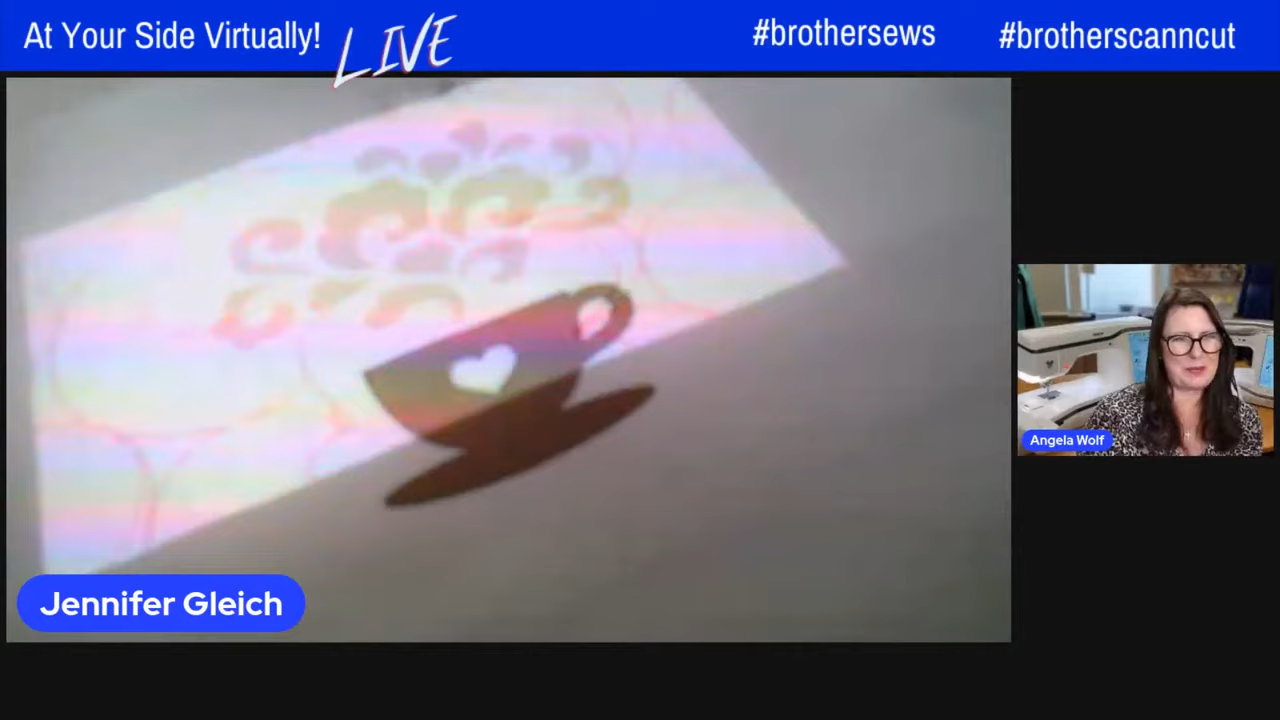 At Your Side Virtually! LIVE
#brothersews
#brotherscanncut
Jennifer Gleich
Angela Wolf